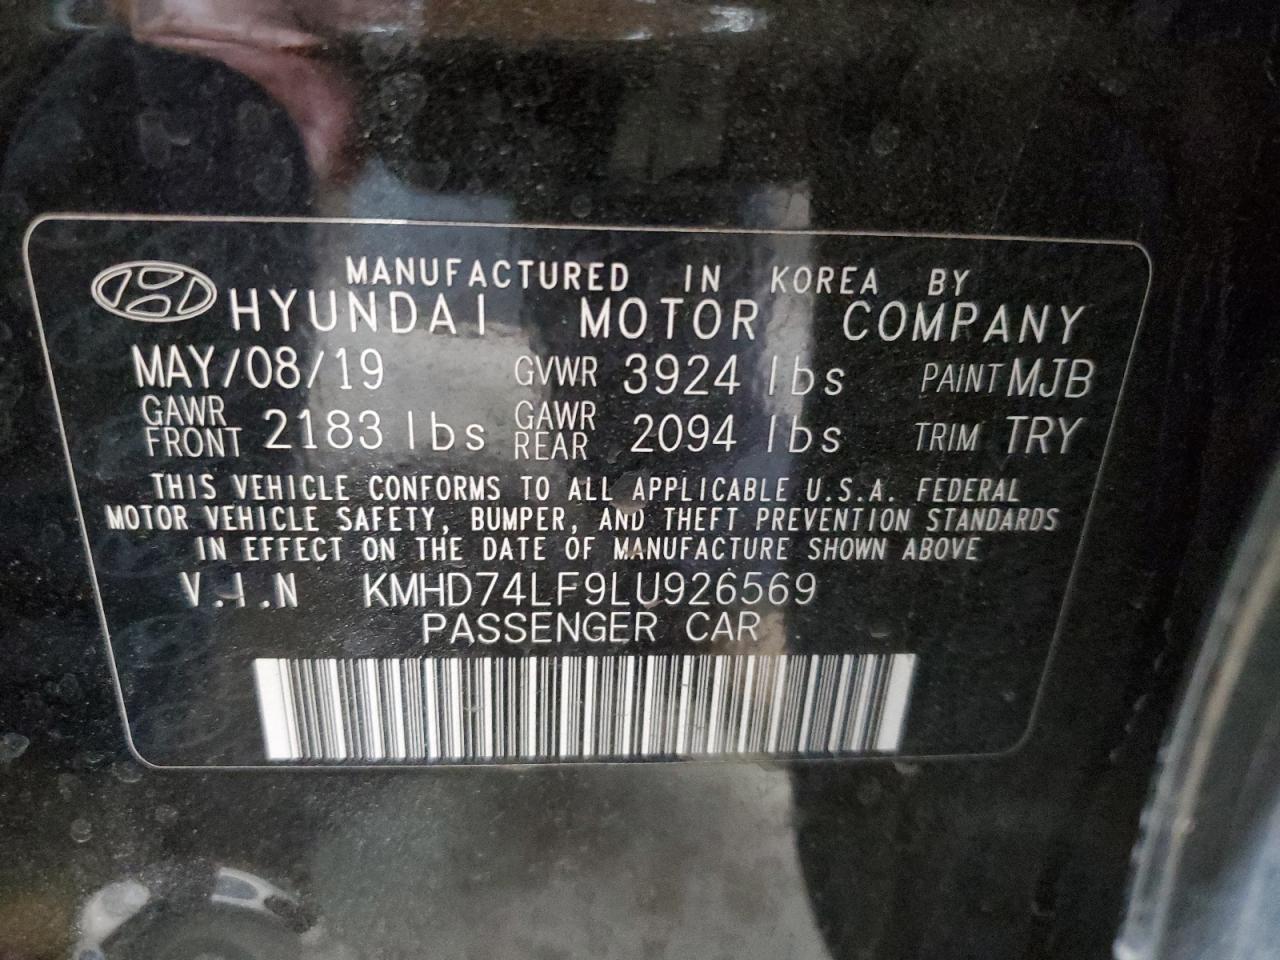 MANUFACTURED IN KOREA BY
HYUNDAI MOTOR COMPANY
MAY/08/19 GVWR 3924 lbs PAINT MJB
GAWR FRONT 2183 lbs GAWR REAR 2094 lbs TRIM TRY
THIS VEHICLE CONFORMS TO ALL APPLICABLE U.S.A. FEDERAL
MOTOR VEHICLE SAFETY, BUMPER, AND THEFT PREVENTION STANDARDS
IN EFFECT ON THE DATE OF MANUFACTURE SHOWN ABOVE
V.I.N KMHD74LF9LU926569
PASSENGER CAR